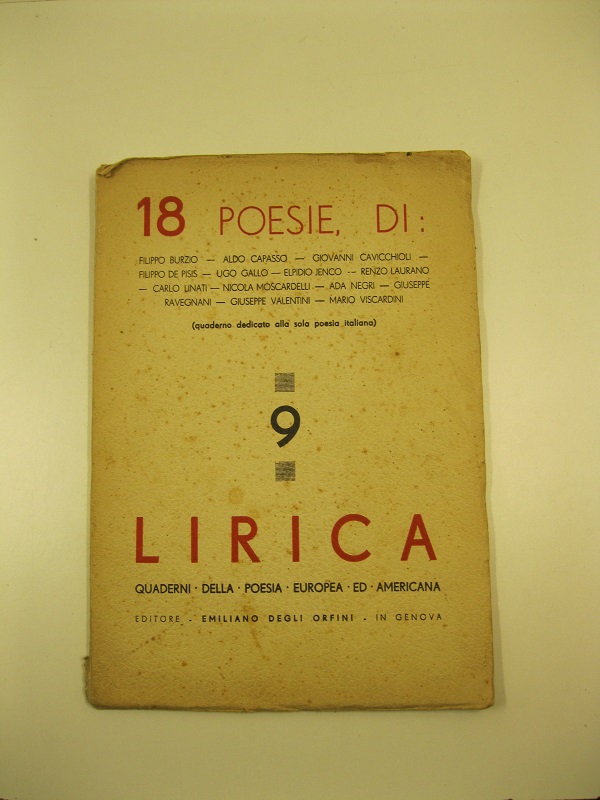 18 POESIE, DI:
FILIPPO BURZIO — ALDO CAPASSO — GIOVANNI CAVICCHIOLI —
FILIPPO DE PISIS — UGO GALLO — ELPIDIO JENCO -- RENZO LAURANO
— CARLO LINATI — NICOLA MOSCARDELLI — ADA NEGRI — GIUSEPPE
RAVEGNANI — GIUSEPPE VALENTINI — MARIO VISCARDINI
(quaderno dedicato alla sola poesia italiana)
9
LIRICA
QUADERNI · DELLA · POESIA · EUROPEA · ED · AMERICANA
EDITORE - EMILIANO DEGLI ORFINI - IN GENOVA